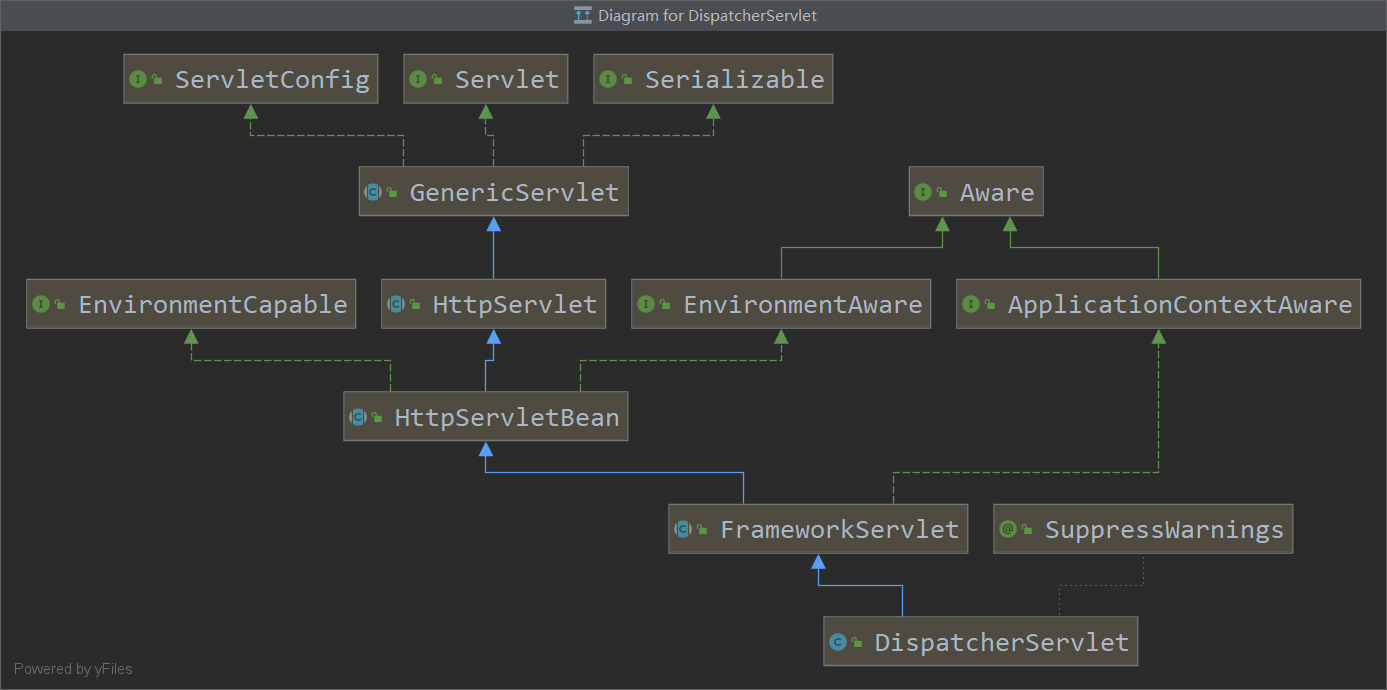 Diagram for DispatcherServlet
ServletConfig
Servlet
Serializable
GenericServlet
Aware
EnvironmentCapable
HttpServlet
EnvironmentAware
ApplicationContextAware
HttpServletBean
FrameworkServlet
SuppressWarnings
DispatcherServlet
Powered by yFiles